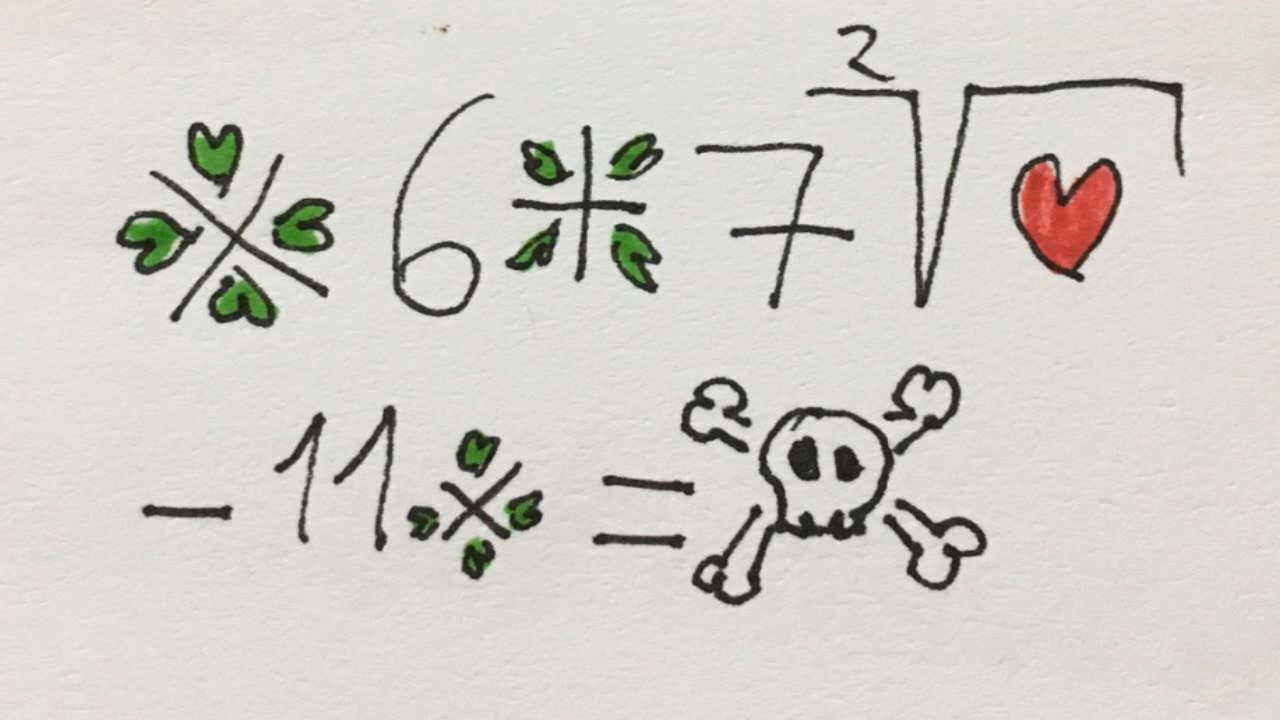 × 6 + 7 ²√
− 11 × =